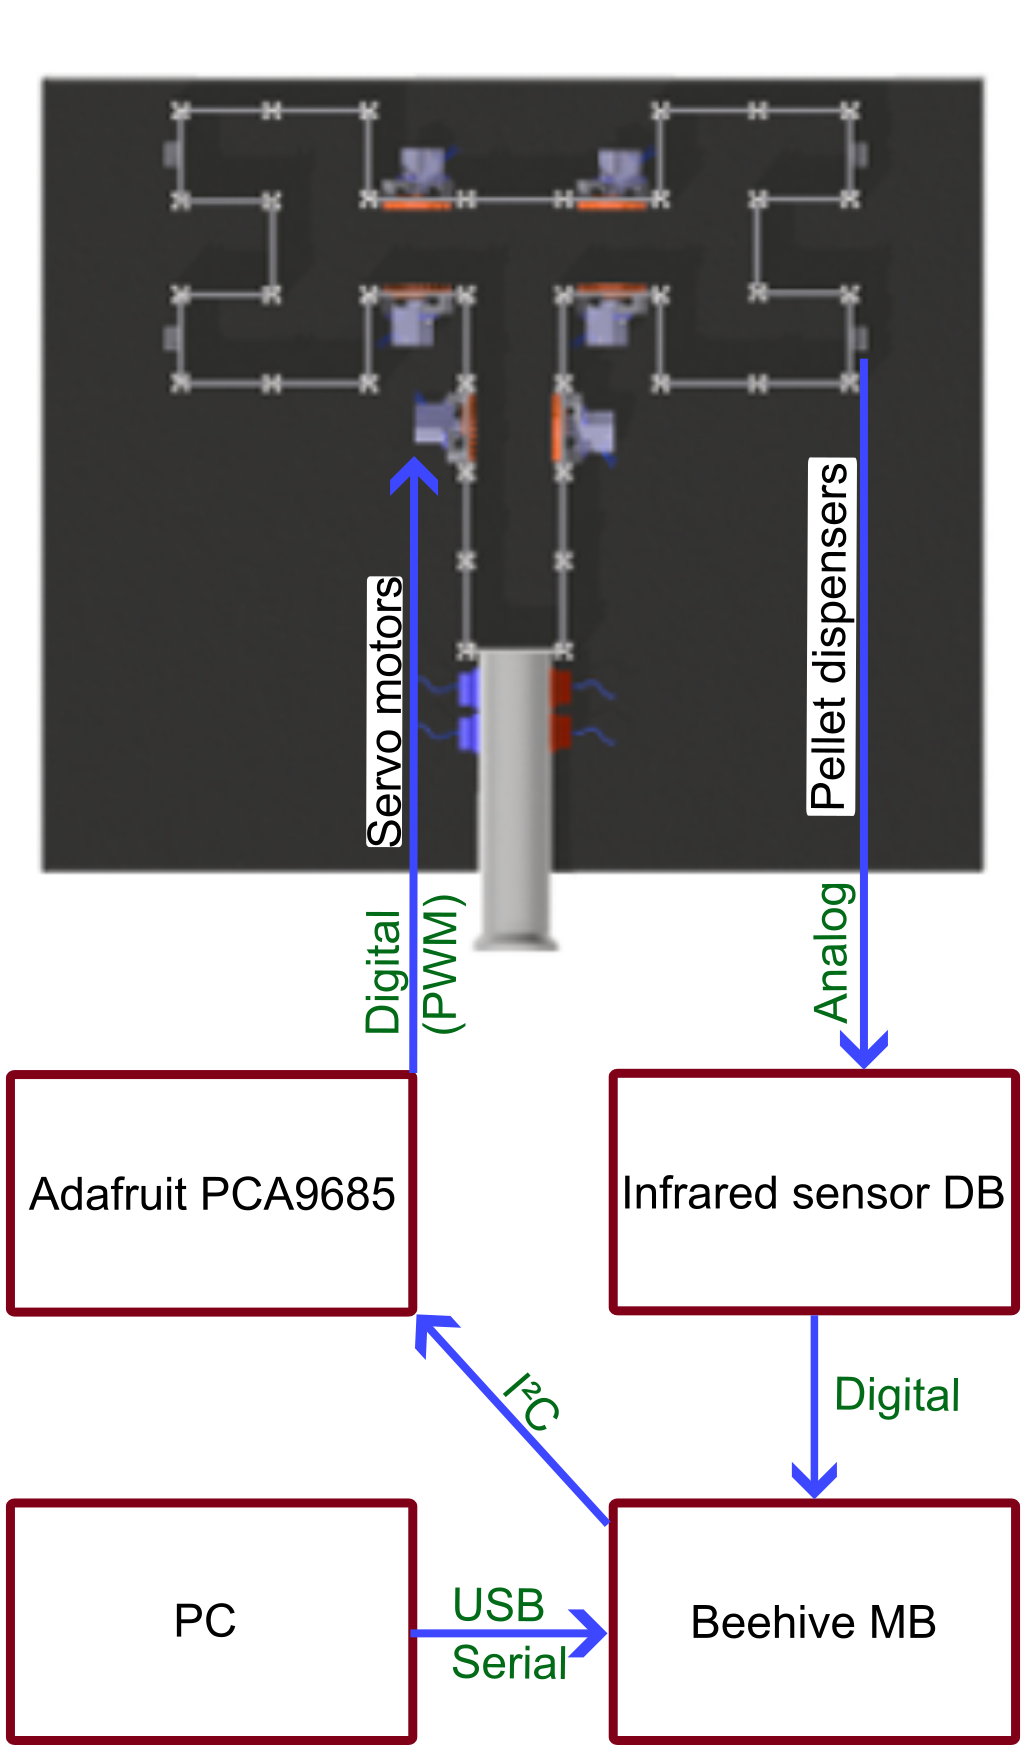 Servo motors
Pellet dispensers
Digital
(PWM)
Analog
Adafruit PCA9685
Infrared sensor DB
I²C
Digital
PC
USB
Serial
Beehive MB